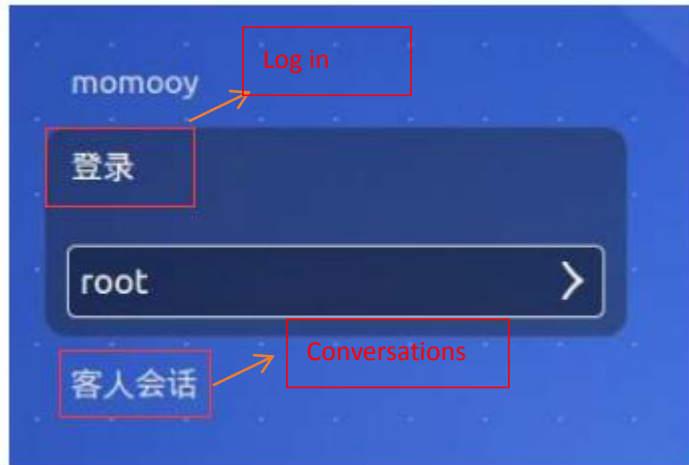 Log in
momooy
登录
root
Conversations
客人会话